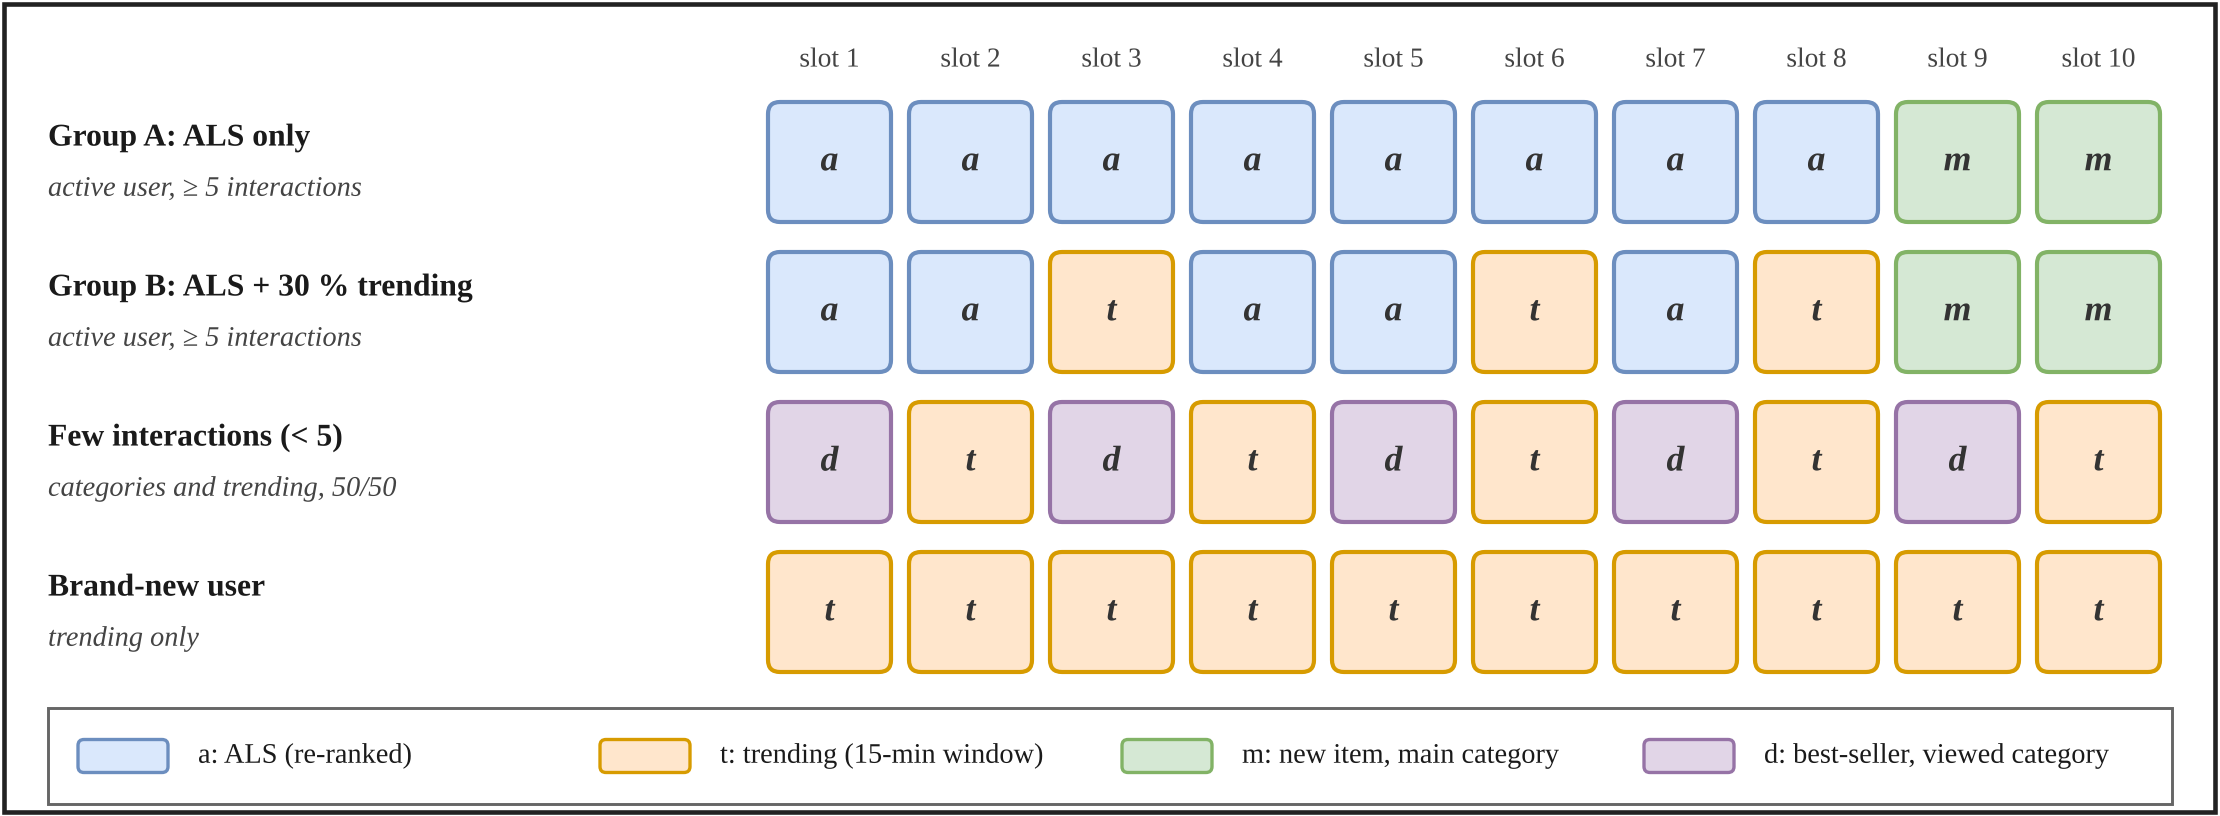 slot 1 slot 2 slot 3 slot 4 slot 5 slot 6 slot 7 slot 8 slot 9 slot 10
Group A: ALS only
a a a a a a a a m m
active user, ≥ 5 interactions
Group B: ALS + 30 % trending
a a t a a t a t m m
active user, ≥ 5 interactions
Few interactions (< 5)
d t d t d t d t d t
categories and trending, 50/50
Brand-new user
t t t t t t t t t t
trending only
a: ALS (re-ranked) t: trending (15-min window) m: new item, main category d: best-seller, viewed category